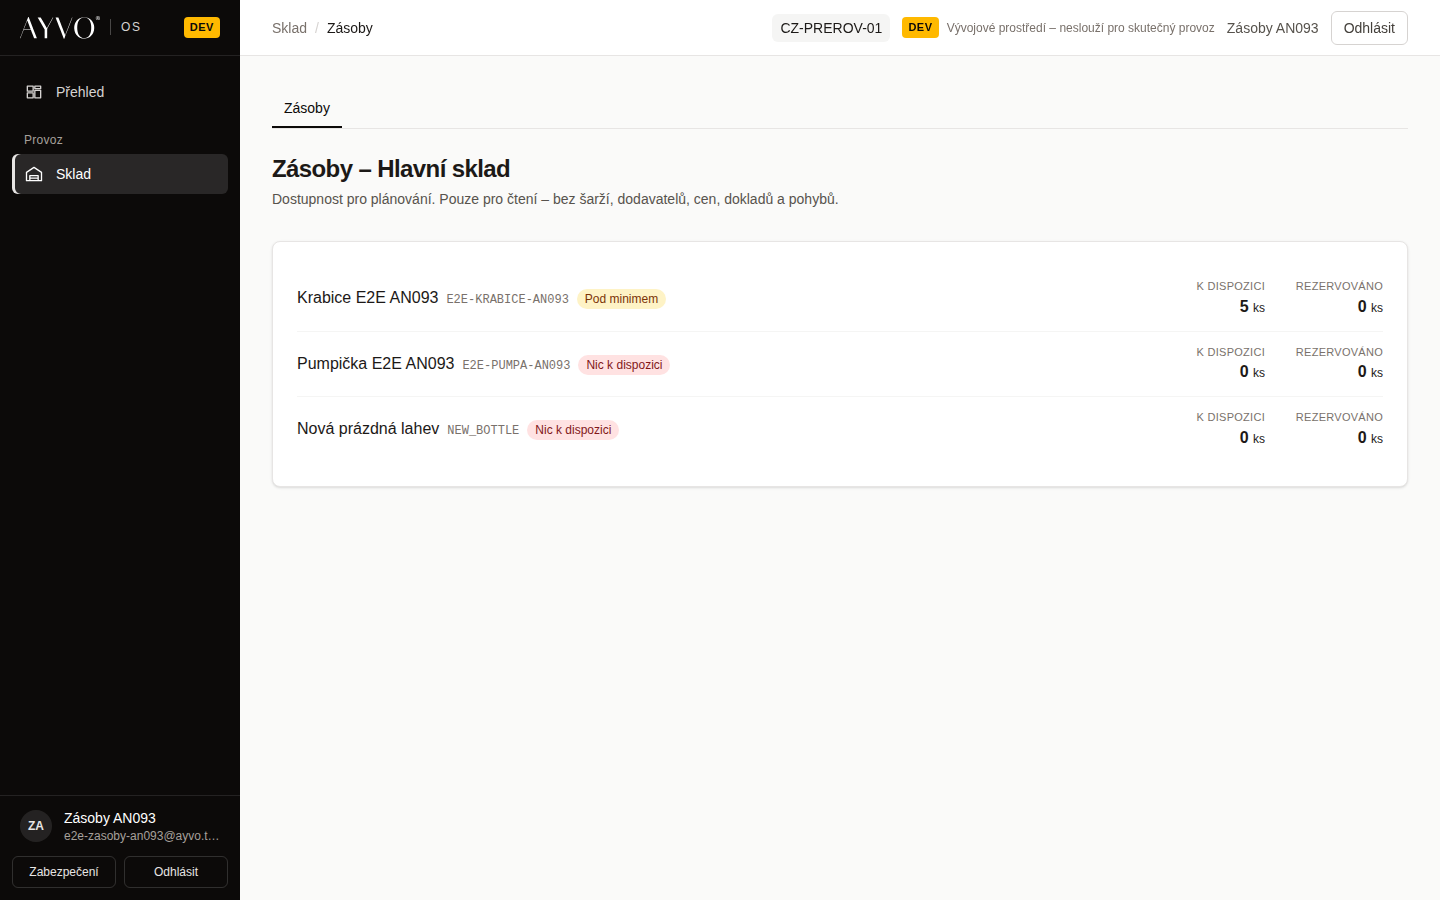 AYVO® OS DEV
Přehled
Provoz
Sklad
ZA
Zásoby AN093
e2e-zasoby-an093@ayvo.t…
Zabezpečení Odhlásit
Sklad / Zásoby
CZ-PREROV-01 DEV Vývojové prostředí – neslouží pro skutečný provoz Zásoby AN093 Odhlásit
Zásoby
Zásoby – Hlavní sklad
Dostupnost pro plánování. Pouze pro čtení – bez šarží, dodavatelů, cen, dokladů a pohybů.
Krabice E2E AN093 E2E-KRABICE-AN093 Pod minimem
K DISPOZICI REZERVOVÁNO
5 ks 0 ks
Pumpička E2E AN093 E2E-PUMPA-AN093 Nic k dispozici
K DISPOZICI REZERVOVÁNO
0 ks 0 ks
Nová prázdná lahev NEW_BOTTLE Nic k dispozici
K DISPOZICI REZERVOVÁNO
0 ks 0 ks